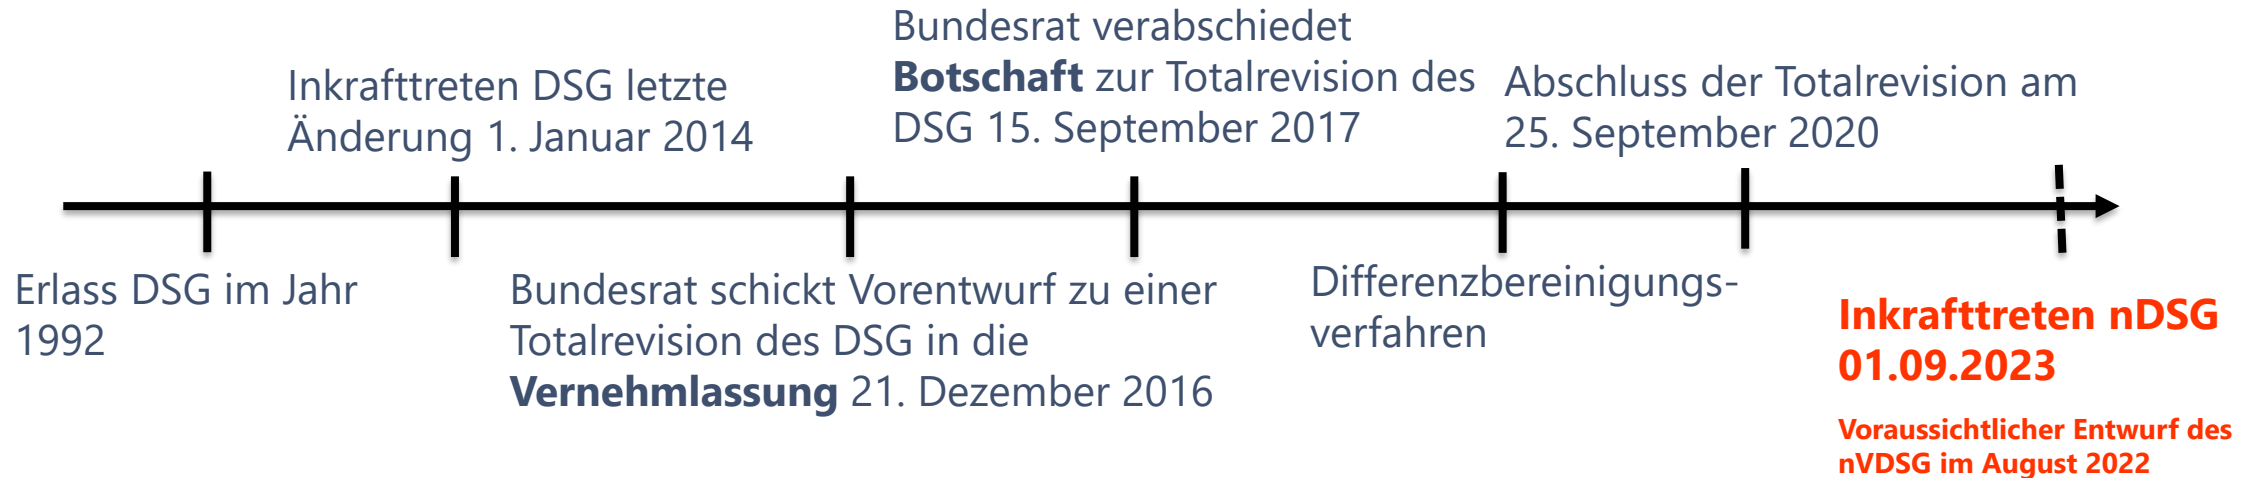 Erlass DSG im Jahr
1992
Inkrafttreten DSG letzte
Änderung 1. Januar 2014
Bundesrat schickt Vorentwurf zu einer
Totalrevision des DSG in die
Vernehmlassung 21. Dezember 2016
Bundesrat verabschiedet
Botschaft zur Totalrevision des
DSG 15. September 2017
Differenzbereinigungs-
verfahren
Abschluss der Totalrevision am
25. September 2020
Inkrafttreten nDSG
01.09.2023
Voraussichtlicher Entwurf des
nVDSG im August 2022